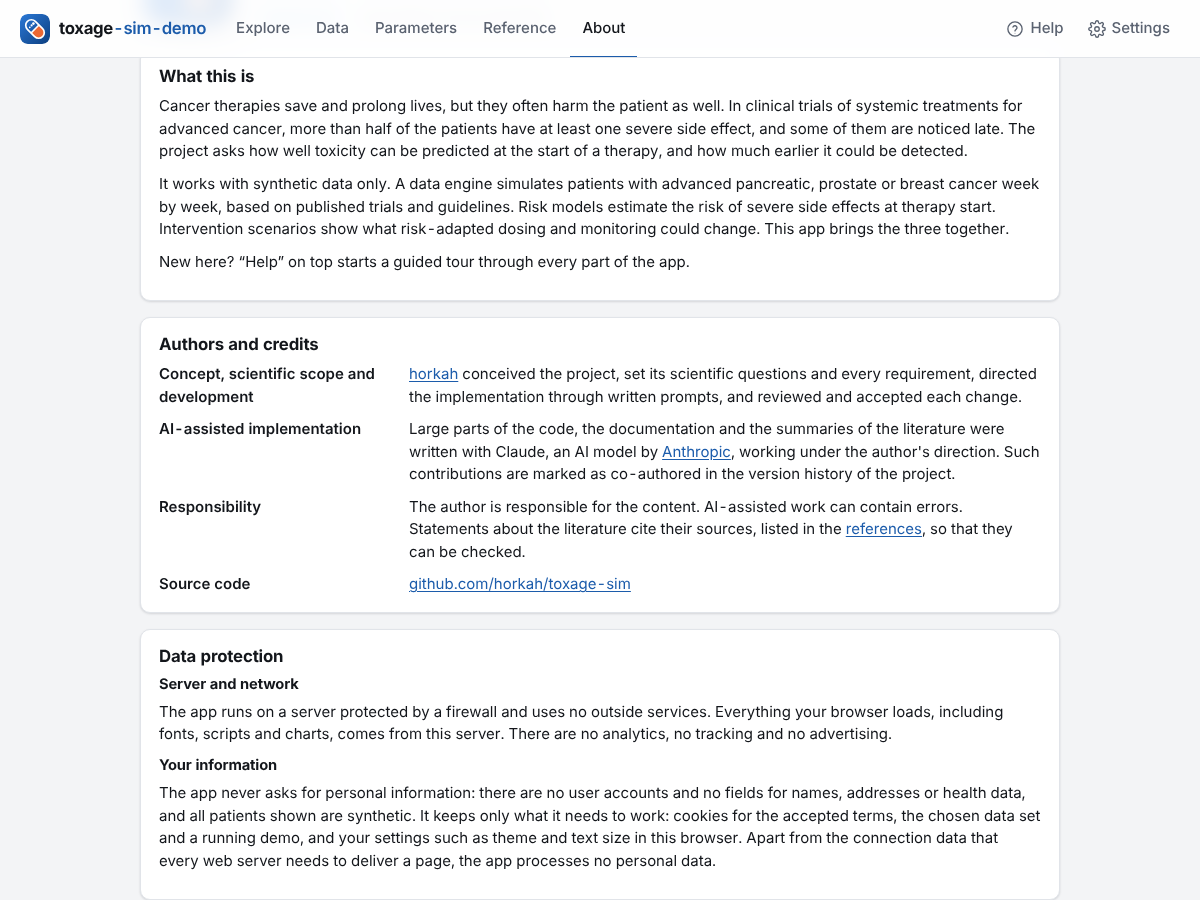 toxage-sim-demo Explore Data Parameters Reference About Help Settings
What this is
Cancer therapies save and prolong lives, but they often harm the patient as well. In clinical trials of systemic treatments for
advanced cancer, more than half of the patients have at least one severe side effect, and some of them are noticed late. The
project asks how well toxicity can be predicted at the start of a therapy, and how much earlier it could be detected.
It works with synthetic data only. A data engine simulates patients with advanced pancreatic, prostate or breast cancer week
by week, based on published trials and guidelines. Risk models estimate the risk of severe side effects at therapy start.
Intervention scenarios show what risk-adapted dosing and monitoring could change. This app brings the three together.
New here? “Help” on top starts a guided tour through every part of the app.
Authors and credits
Concept, scientific scope and
development
horkah conceived the project, set its scientific questions and every requirement, directed
the implementation through written prompts, and reviewed and accepted each change.
AI-assisted implementation
Large parts of the code, the documentation and the summaries of the literature were
written with Claude, an AI model by Anthropic, working under the author's direction. Such
contributions are marked as co-authored in the version history of the project.
Responsibility
The author is responsible for the content. AI-assisted work can contain errors.
Statements about the literature cite their sources, listed in the references, so that they
can be checked.
Source code
github.com/horkah/toxage-sim
Data protection
Server and network
The app runs on a server protected by a firewall and uses no outside services. Everything your browser loads, including
fonts, scripts and charts, comes from this server. There are no analytics, no tracking and no advertising.
Your information
The app never asks for personal information: there are no user accounts and no fields for names, addresses or health data,
and all patients shown are synthetic. It keeps only what it needs to work: cookies for the accepted terms, the chosen data set
and a running demo, and your settings such as theme and text size in this browser. Apart from the connection data that
every web server needs to deliver a page, the app processes no personal data.